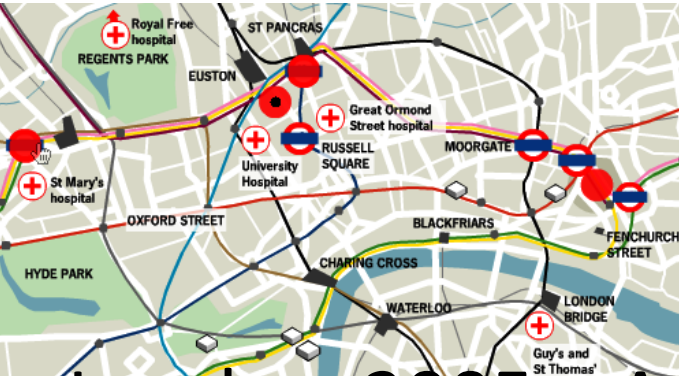 Royal Free
hospital
ST PANCRAS
REGENTS PARK
EUSTON
Great Ormond
Street hospital
RUSSELL
SQUARE
MOORGATE
University
Hospital
St Mary's
hospital
OXFORD STREET
BLACKFRIARS
FENCHURCH
STREET
HYDE PARK
CHARING CROSS
WATERLOO
LONDON
BRIDGE
Guy's and
St Thomas'